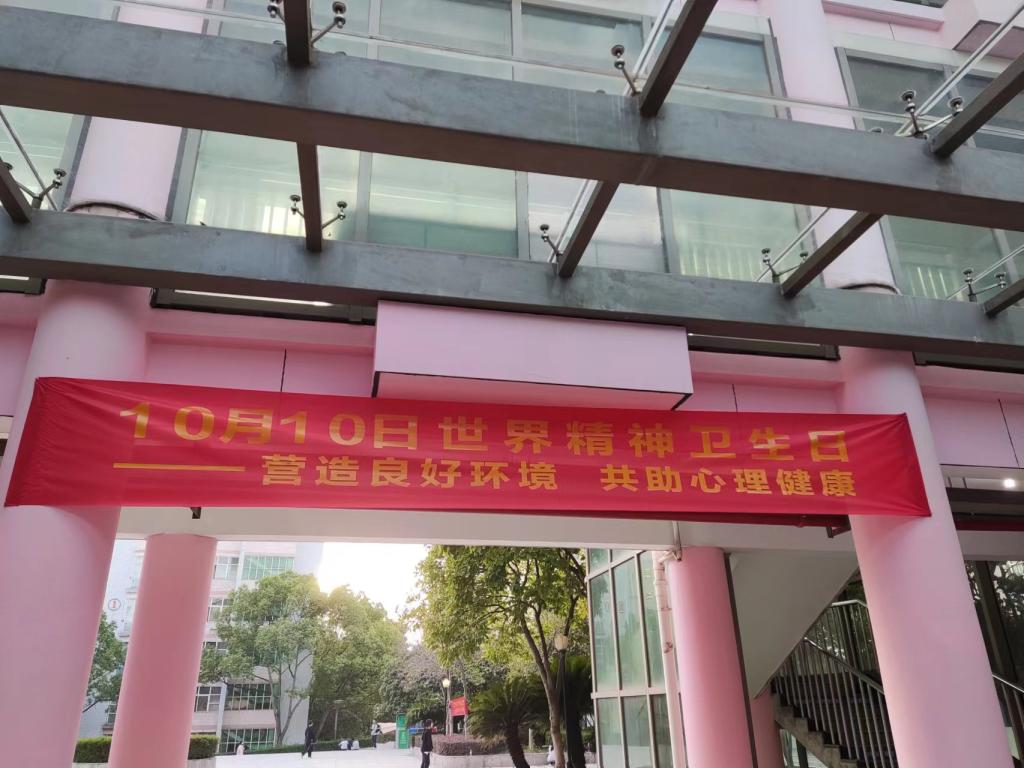 10月10日世界精神卫生日
——营造良好环境 共助心理健康